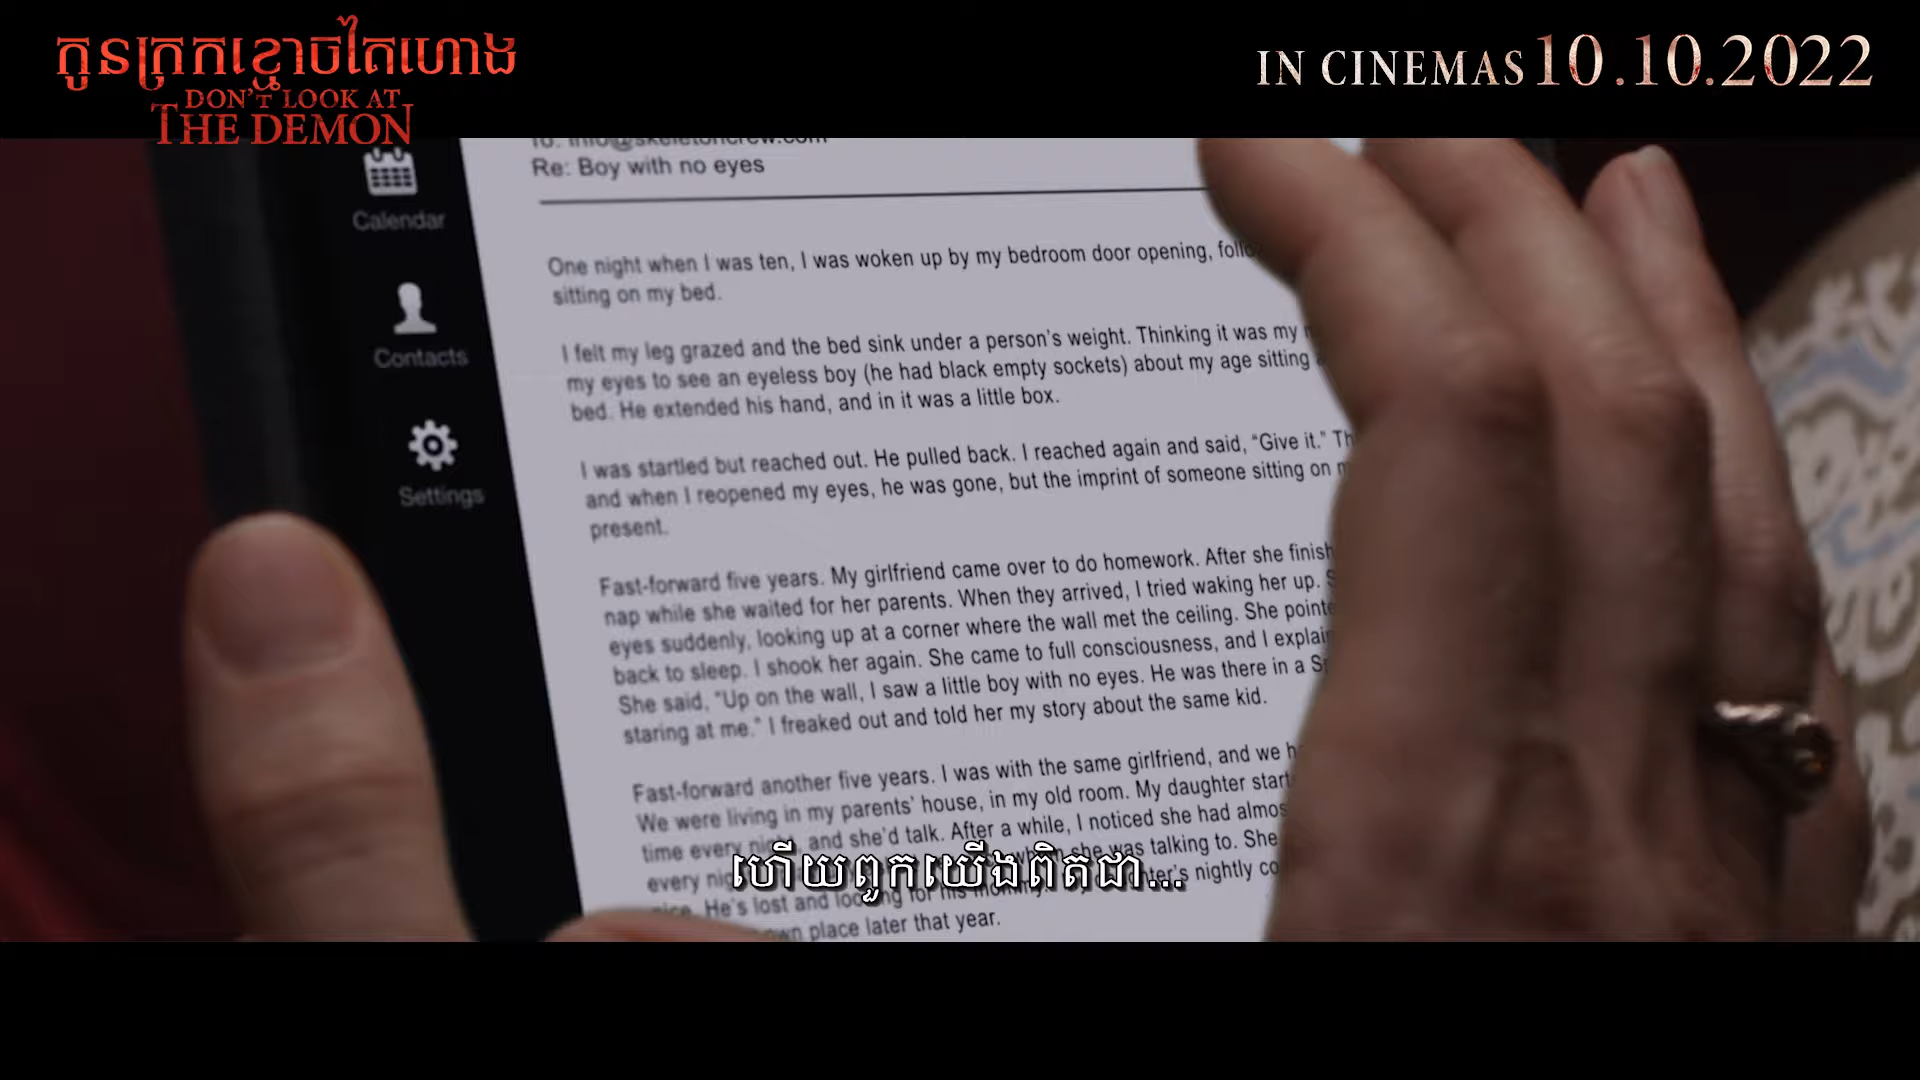 កូនក្រកខ្មោចតៃហោង
DON'T LOOK AT
THE DEMON
IN CINEMAS 10.10.2022
To: info@skeletoncrew.com
Re: Boy with no eyes
Calendar
Contacts
Settings
One night when I was ten, I was woken up by my bedroom door opening,
sitting on my bed.
I felt my leg grazed and the bed sink under a person's weight. Thinking it was my
my eyes to see an eyeless boy (he had black empty sockets) about my age sitting
bed. He extended his hand, and in it was a little box.
I was startled but reached out. He pulled back. I reached again and said, “Give it.”
and when I reopened my eyes, he was gone, but the imprint of someone sitting on
present.
Fast-forward five years. My girlfriend came over to do homework. After she
nap while she waited for her parents. When they arrived, I tried waking her up.
eyes suddenly, looking up at a corner where the wall met the ceiling. She
back to sleep. I shook her again. She came to full consciousness, and I
She said, “Up on the wall, I saw a little boy with no eyes. He was there in a
staring at me.” I freaked out and told her my story about the same kid.
Fast-forward another five years. I was with the same girlfriend, and we
We were living in my parents' house, in my old room. My daughter
time every night, and she'd talk. After a while, I noticed she had
every she was talking to. She
He's lost and looking for his mommy. nightly
own place later that year.
ហើយពួកយើងពិតជា...